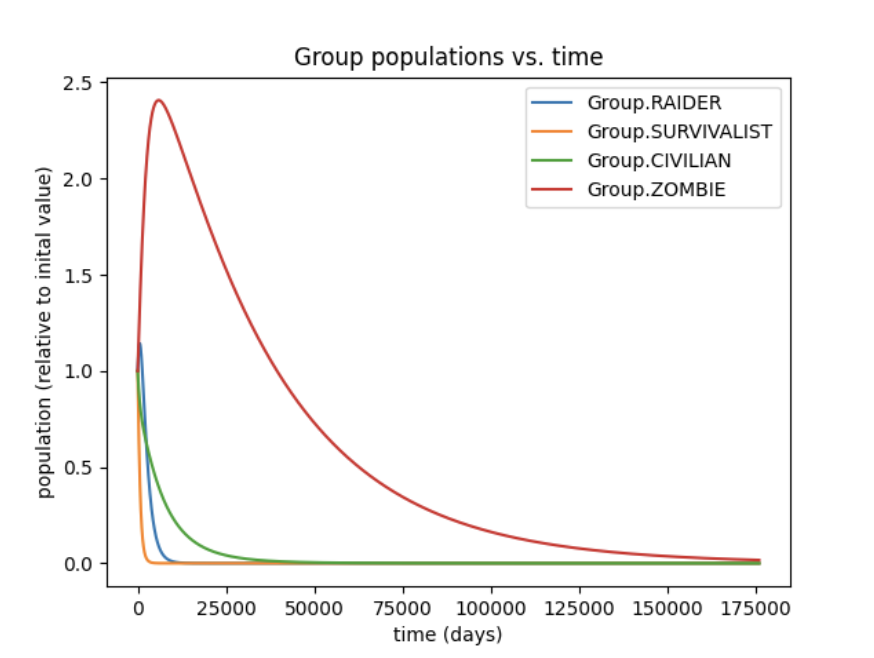 Group populations vs. time
2.5
2.0
1.5
1.0
0.5
0.0
population (relative to inital value)
Group.RAIDER
Group.SURVIVALIST
Group.CIVILIAN
Group.ZOMBIE
0 25000 50000 75000 100000 125000 150000 175000
time (days)